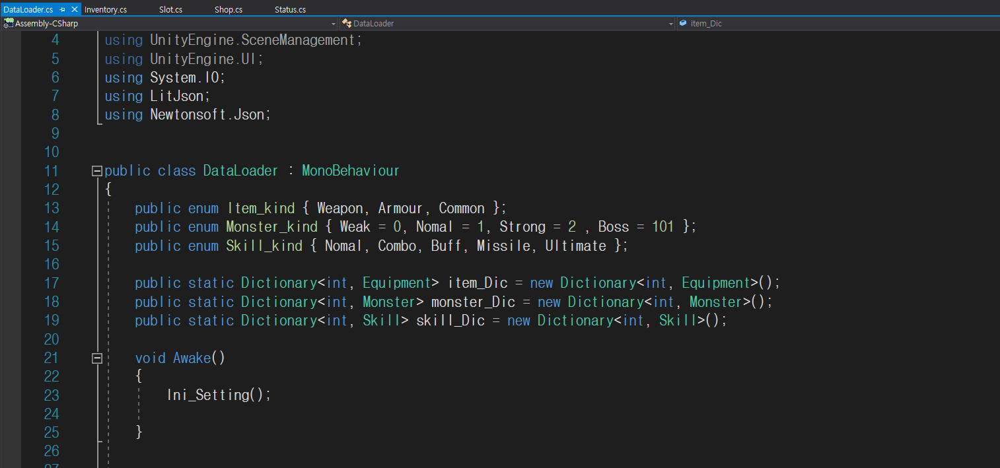 DataLoader.cs Inventory.cs Slot.cs Shop.cs Status.cs
Assembly-CSharp DataLoader item_Dic
4 using UnityEngine.SceneManagement;
5 using UnityEngine.UI;
6 using System.IO;
7 using LitJson;
8 using Newtonsoft.Json;
9
10
11 public class DataLoader : MonoBehaviour
12 {
13 public enum Item_kind { Weapon, Armour, Common };
14 public enum Monster_kind { Weak = 0, Nomal = 1, Strong = 2 , Boss = 101 };
15 public enum Skill_kind { Nomal, Combo, Buff, Missile, Ultimate };
16
17 public static Dictionary<int, Equipment> item_Dic = new Dictionary<int, Equipment>();
18 public static Dictionary<int, Monster> monster_Dic = new Dictionary<int, Monster>();
19 public static Dictionary<int, Skill> skill_Dic = new Dictionary<int, Skill>();
20
21 void Awake()
22 {
23 Ini_Setting();
24
25 }
26
27